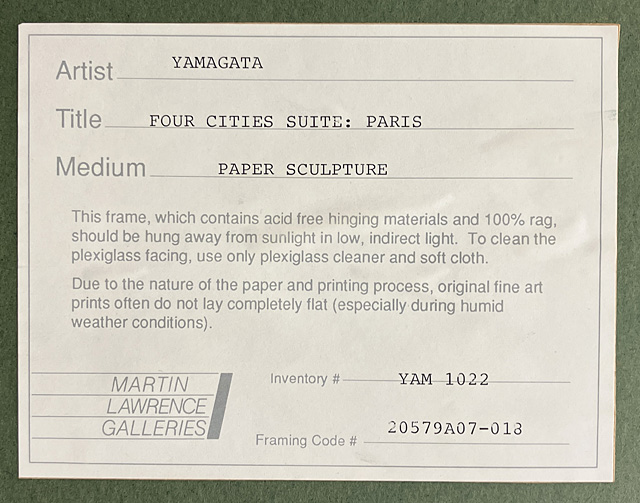 Artist YAMAGATA
Title FOUR CITIES SUITE: PARIS
Medium PAPER SCULPTURE
This frame, which contains acid free hinging materials and 100% rag,
should be hung away from sunlight in low, indirect light. To clean the
plexiglass facing, use only plexiglass cleaner and soft cloth.
Due to the nature of the paper and printing process, original fine art
prints often do not lay completely flat (especially during humid
weather conditions).
MARTIN
LAWRENCE
GALLERIES
Inventory # YAM 1022
Framing Code # 20579A07-018